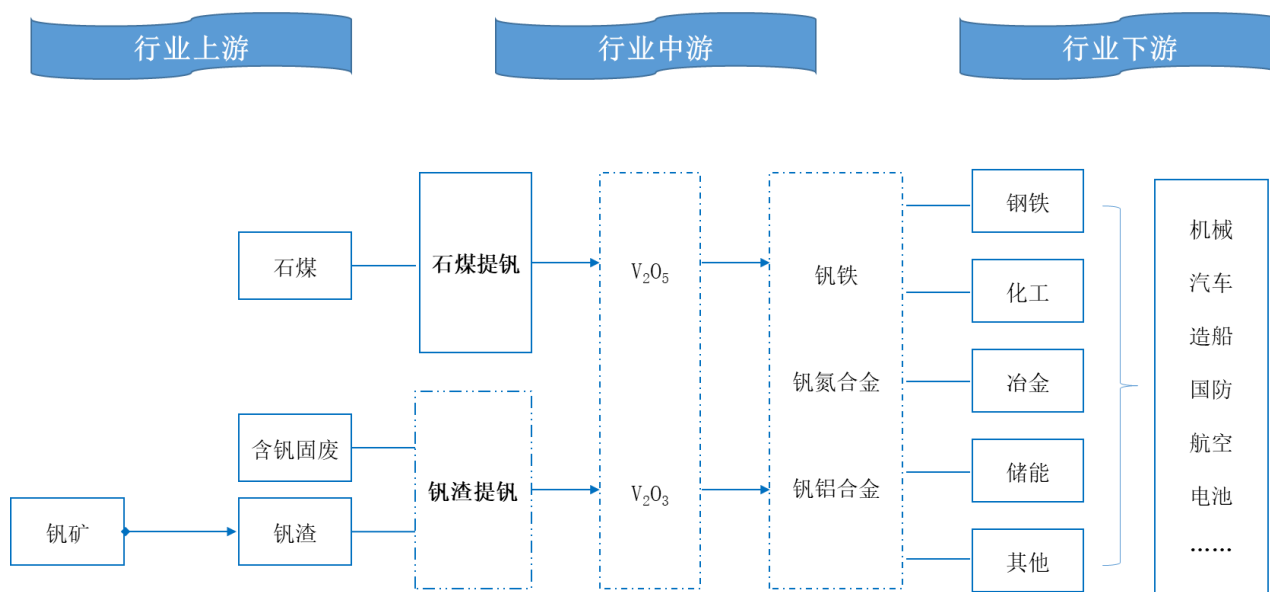 行业上游
行业中游
行业下游
石煤
含钒固废
钒矿
钒渣
石煤提钒
钒渣提钒
V₂O₅
V₂O₃
钒铁
钒氮合金
钒铝合金
钢铁
化工
冶金
储能
其他
机械
汽车
造船
国防
航空
电池
……